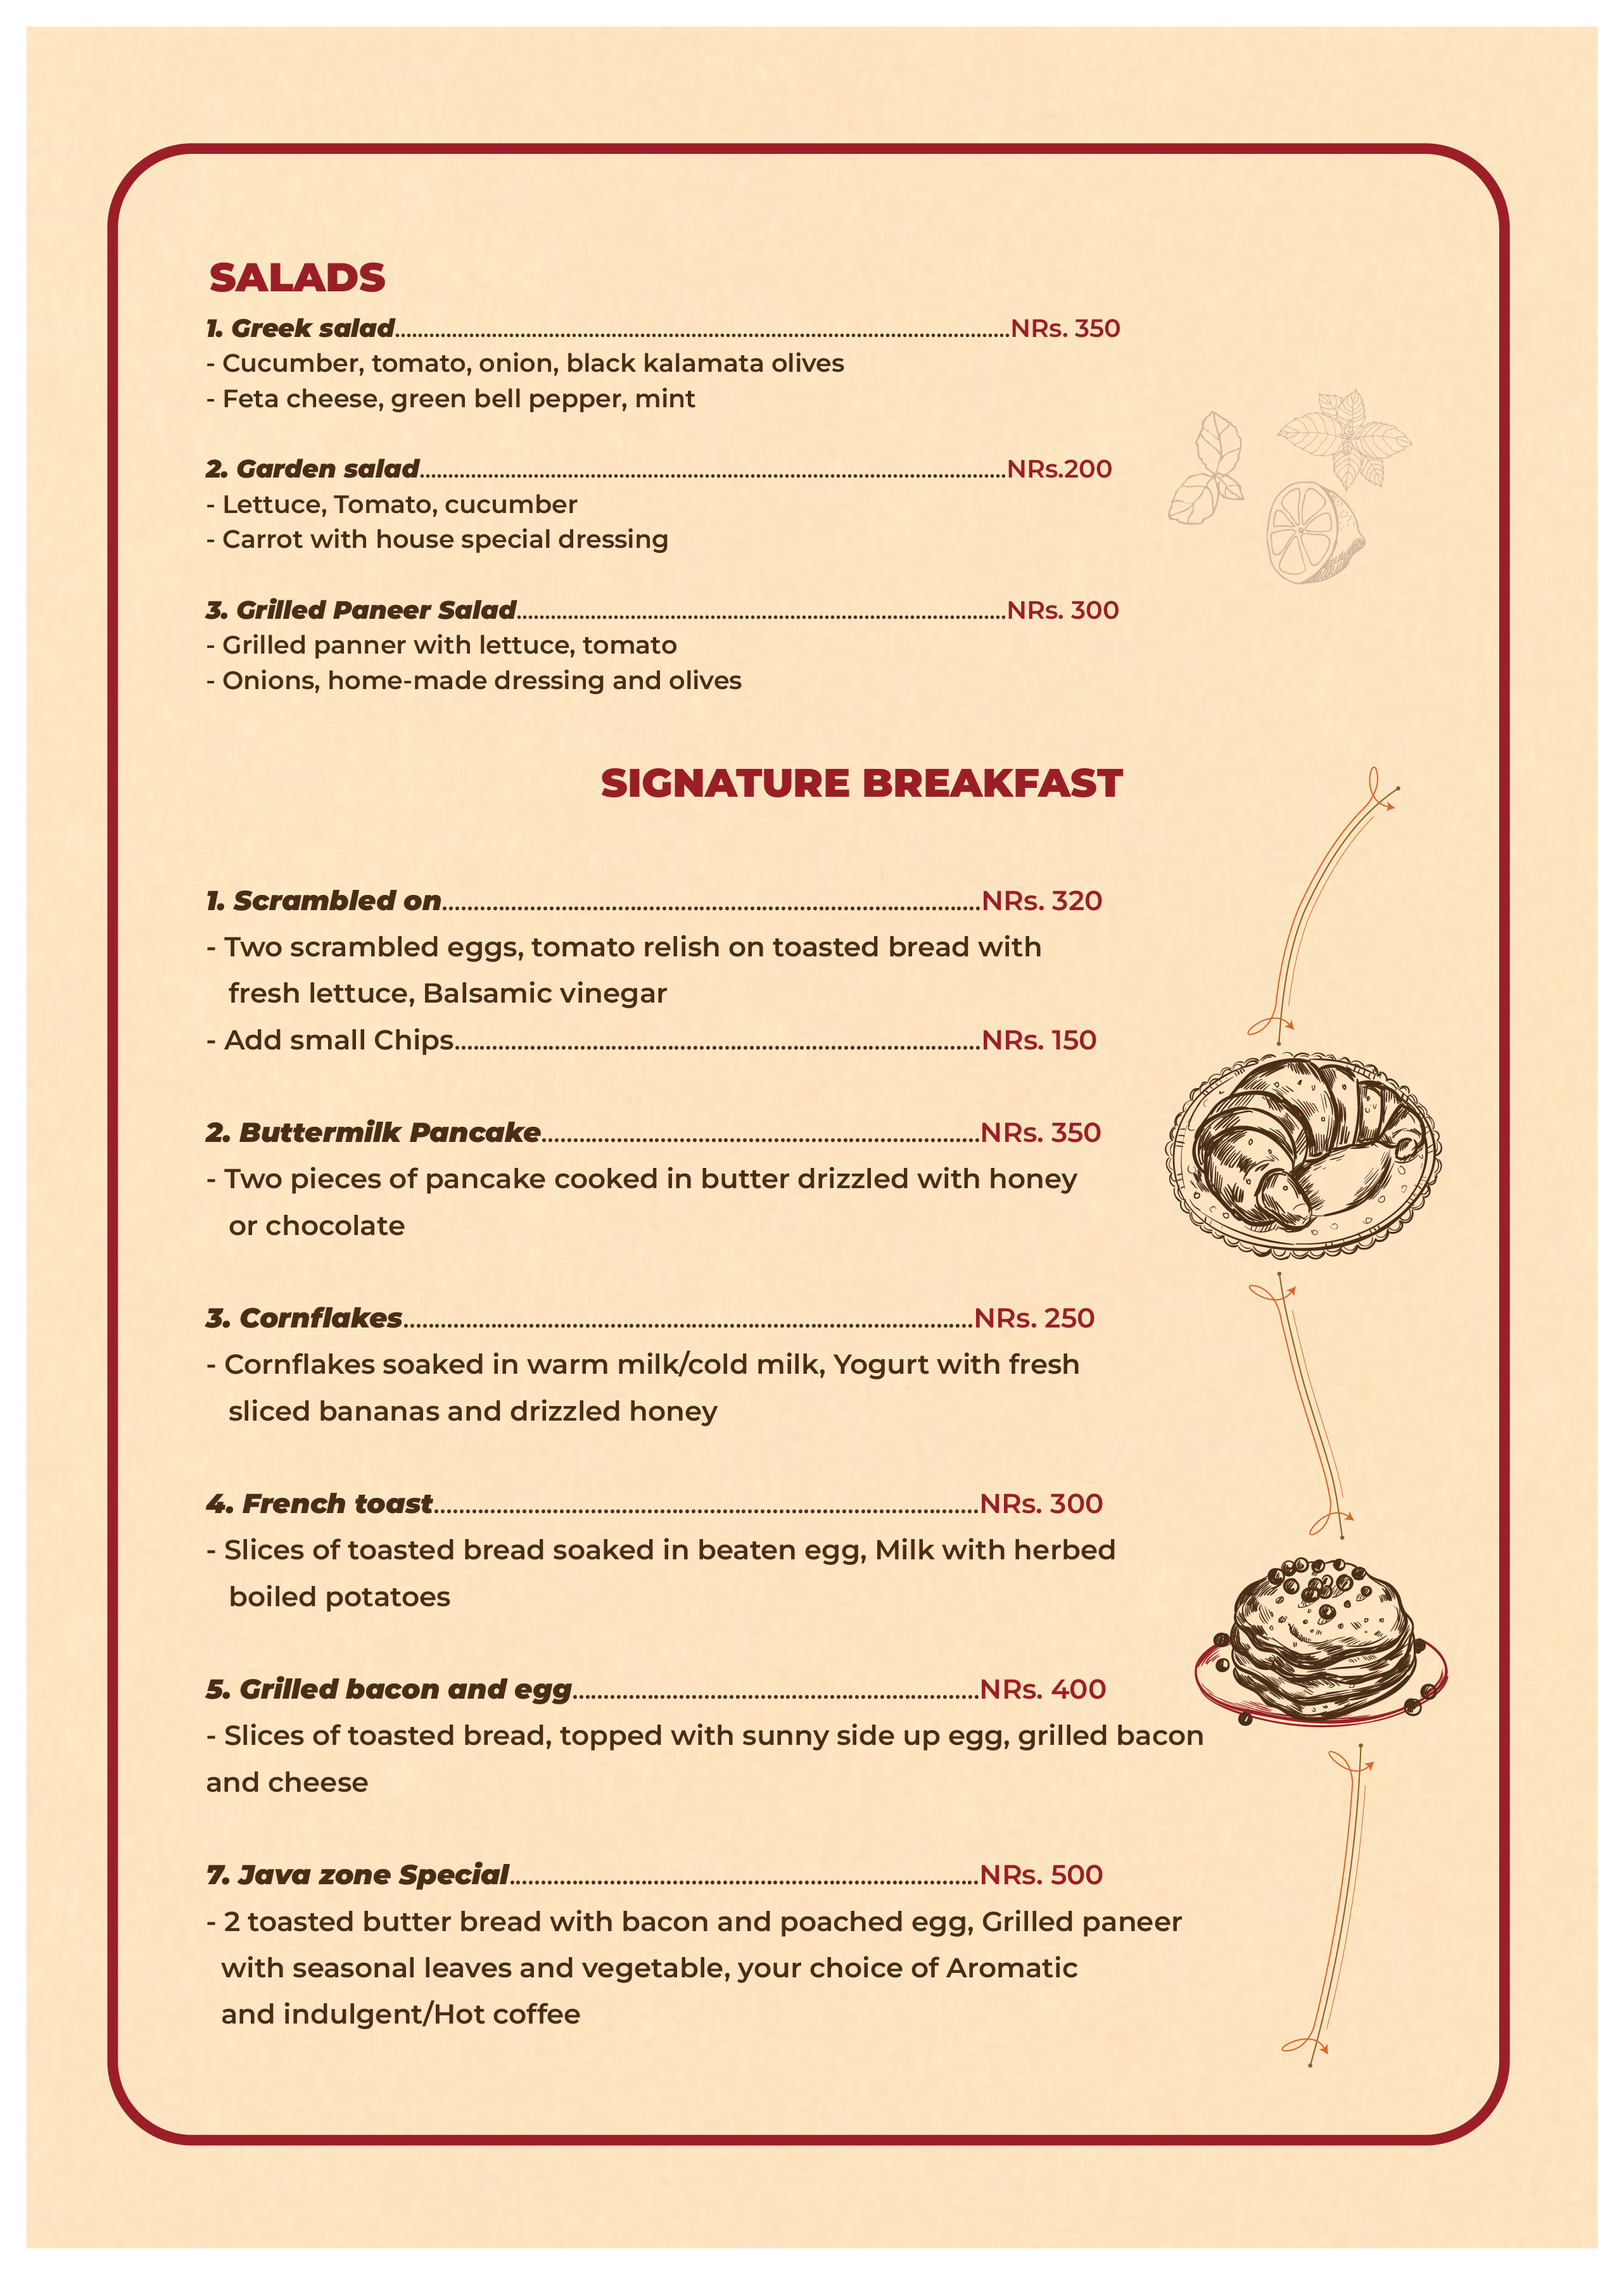 SALADS
1. Greek salad..........NRs. 350
- Cucumber, tomato, onion, black kalamata olives
- Feta cheese, green bell pepper, mint
2. Garden salad..........NRs.200
- Lettuce, Tomato, cucumber
- Carrot with house special dressing
3. Grilled Paneer Salad..........NRs. 300
- Grilled panner with lettuce, tomato
- Onions, home-made dressing and olives
SIGNATURE BREAKFAST
1. Scrambled on..........NRs. 320
- Two scrambled eggs, tomato relish on toasted bread with
fresh lettuce, Balsamic vinegar
- Add small Chips..........NRs. 150
2. Buttermilk Pancake..........NRs. 350
- Two pieces of pancake cooked in butter drizzled with honey
or chocolate
3. Cornflakes..........NRs. 250
- Cornflakes soaked in warm milk/cold milk, Yogurt with fresh
sliced bananas and drizzled honey
4. French toast..........NRs. 300
- Slices of toasted bread soaked in beaten egg, Milk with herbed
boiled potatoes
5. Grilled bacon and egg..........NRs. 400
- Slices of toasted bread, topped with sunny side up egg, grilled bacon
and cheese
7. Java zone Special..........NRs. 500
- 2 toasted butter bread with bacon and poached egg, Grilled paneer
with seasonal leaves and vegetable, your choice of Aromatic
and indulgent/Hot coffee